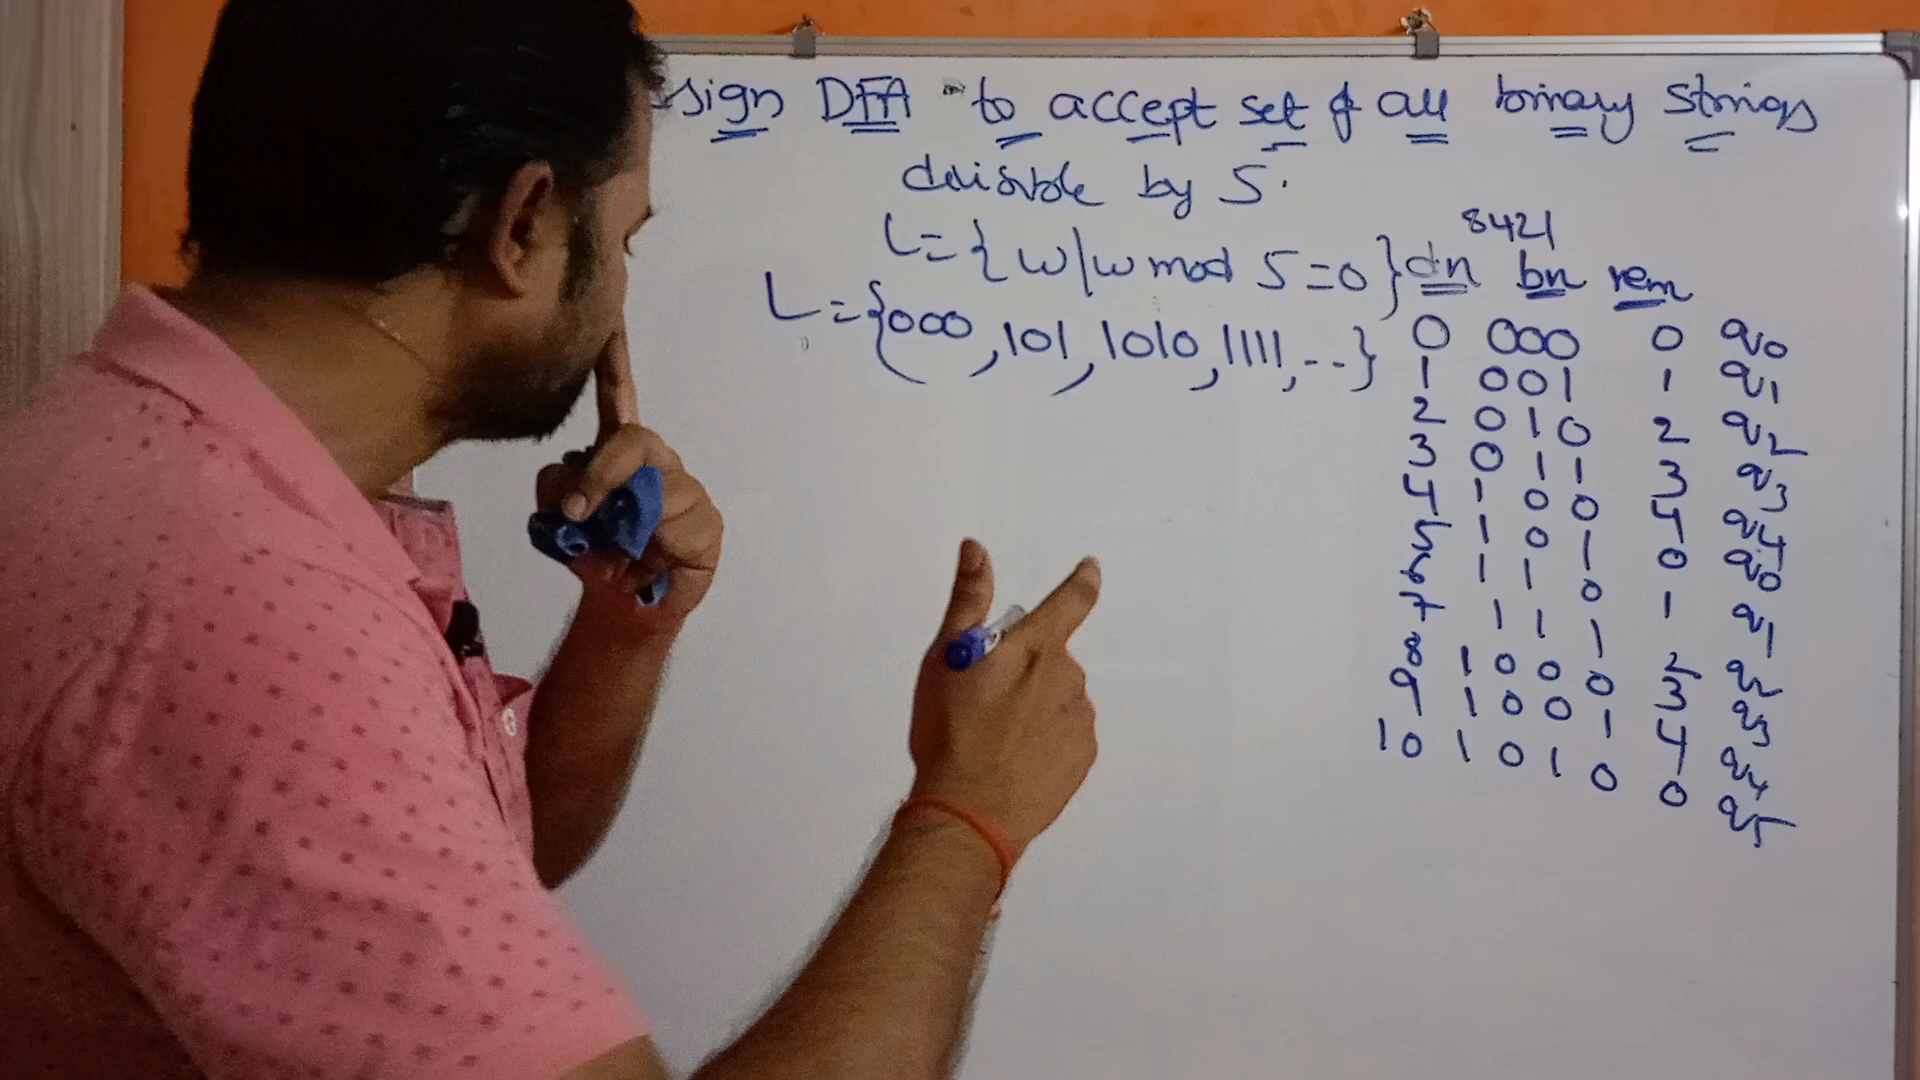 sign DFA to accept set of all binary strings
divisible by 5.
L = { w / w mod 5 = 0 }
L = { 000, 101, 1010, 1111, .. }
8421
dn bn rem
0 000 0 q0
1 001 1 q1
2 010 2 q2
3 011 3 q3
4 100 4 q4
5 101 0 q0
6 110 1 q1
7 111 2 q2
8 1000 3 q3
9 1001 4 q4
10 1010 0 q5